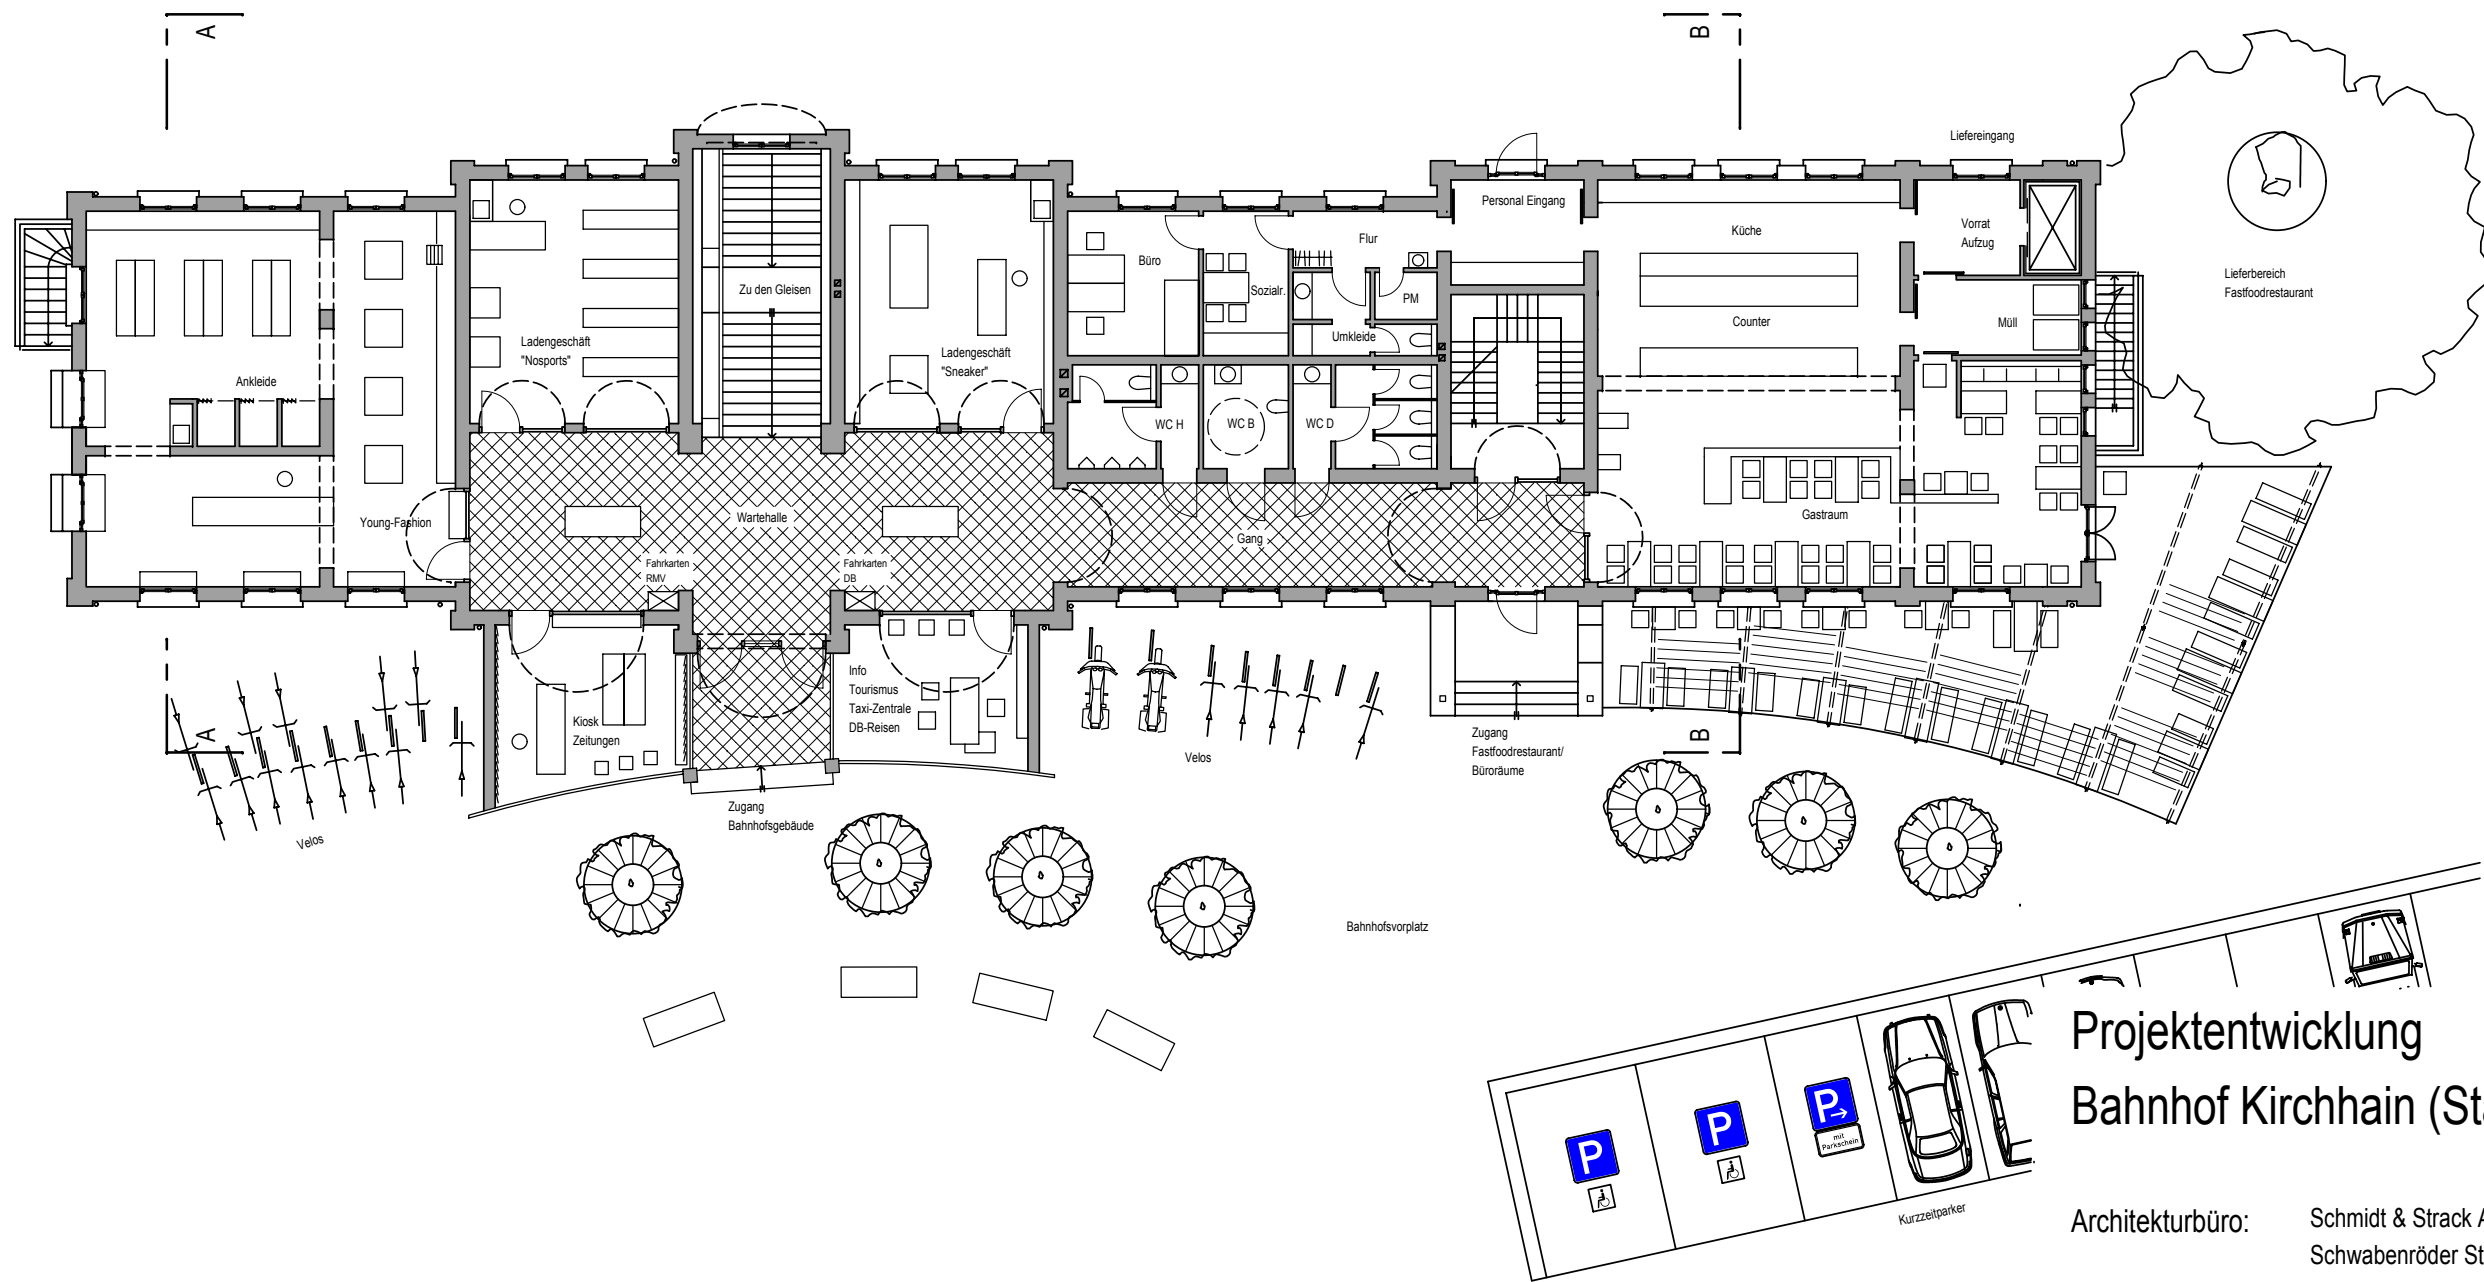 A
B
Liefereingang
Personal Eingang
Vorrat
Aufzug
Küche
Flur
Büro
Lieferbereich
Fastfoodrestaurant
Zu den Gleisen
Sozialr.
PM
Counter
Müll
Umkleide
Ladengeschäft
"Nosports"
Ladengeschäft
"Sneaker"
Ankleide
WC H
WC B
WC D
Young-Fashion
Wartehalle
Gang
Gastraum
Fahrkarten
RMV
Fahrkarten
DB
Info
Tourismus
Taxi-Zentrale
DB-Reisen
Kiosk
Zeitungen
A
B
Zugang
Fastfoodrestaurant/
Büroräume
Velos
Zugang
Bahnhofsgebäude
Velos
Bahnhofsvorplatz
Projektentwicklung
Bahnhof Kirchhain (Sta
P
mit
Parkschein
P
P
Kurzzeitparker
Architekturbüro:
Schmidt & Strack A
Schwabenröder St